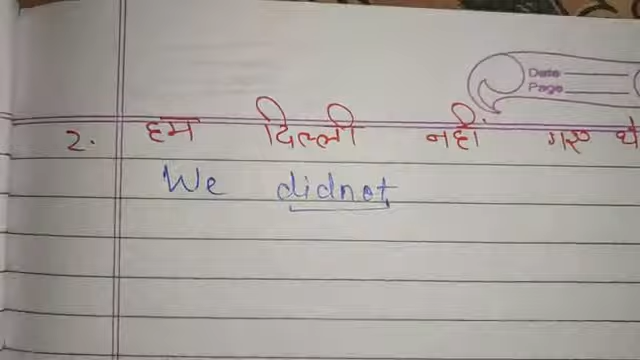 Date
Page
2. हम दिल्ली नहीं गए थे
We didnot